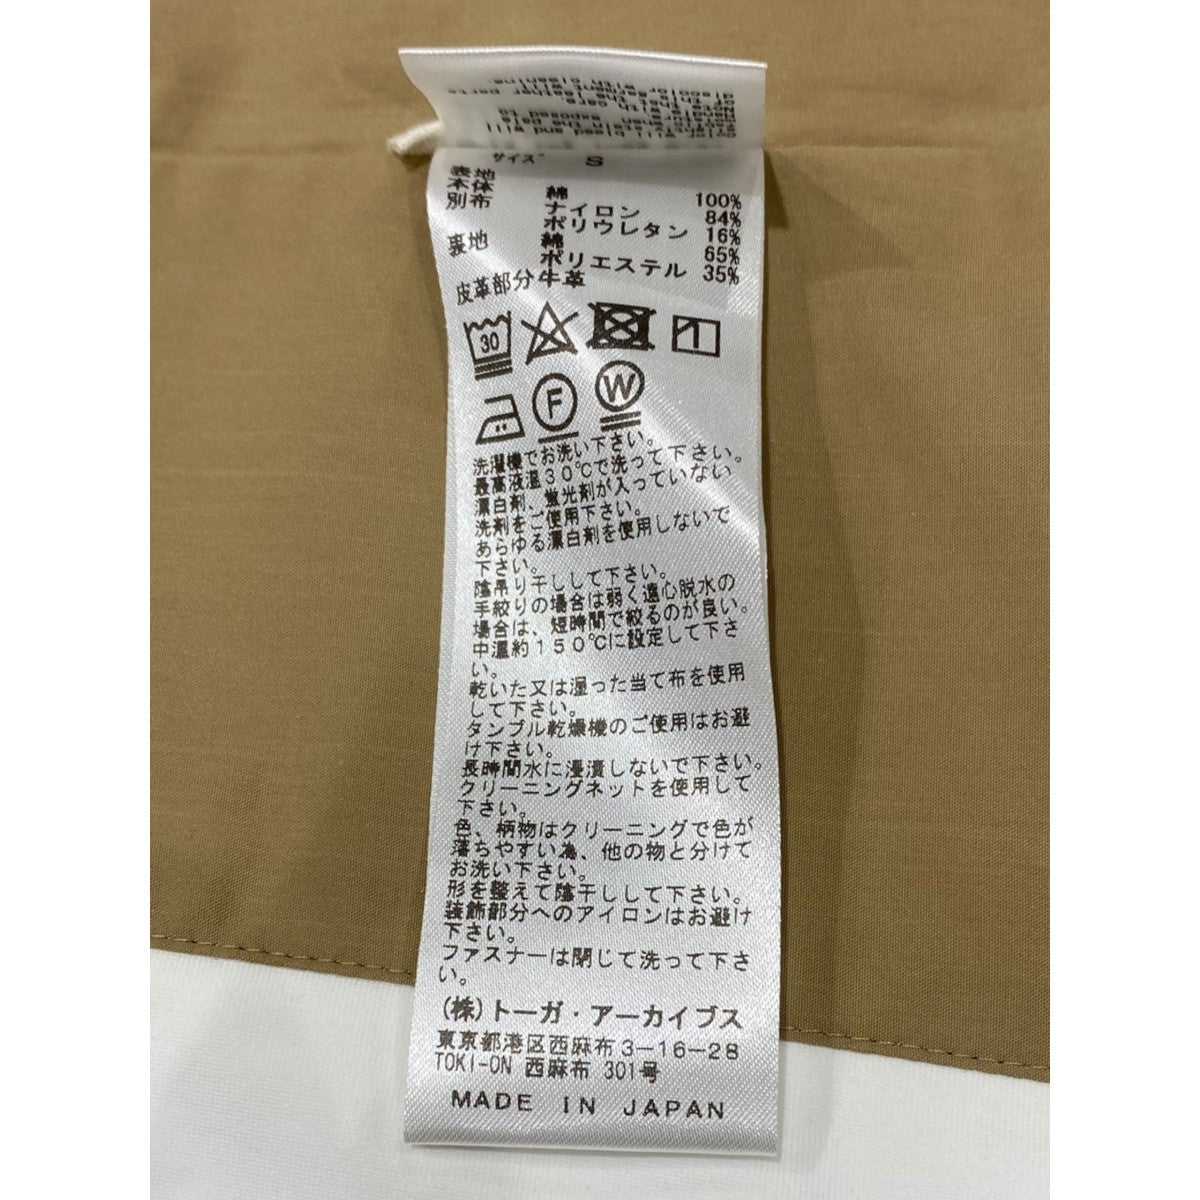 サイズ S
表地
本体 綿 100%
別布 ナイロン 84%
ポリウレタン 16%
裏地 綿 65%
ポリエステル 35%
皮革部分牛革
30
F
W
洗濯機でお洗い下さい。
最高液温30℃で洗って下さい。
漂白剤、蛍光剤が入っていない
洗剤をご使用下さい。
あらゆる漂白剤を使用しないで
下さい。
陰吊り干しして下さい。
手絞りの場合は弱く遠心脱水の
場合は、短時間で絞るのが良い。
中温約150℃に設定して下さ
い。
乾いた又は湿った当て布を使用
して下さい。
タンブル乾燥機のご使用はお避
け下さい。
長時間水に浸漬しないで下さい。
クリーニングネットを使用して
下さい。
色、柄物はクリーニングで色が
落ちやすい為、他の物と分けて
お洗い下さい。
形を整えて陰干しして下さい。
装飾部分へのアイロンはお避け
下さい。
ファスナーは閉じて洗って下さ
い。
(株)トーガ・アーカイブス
東京都港区西麻布3-16-28
TOKI-ON 西麻布 301号
MADE IN JAPAN